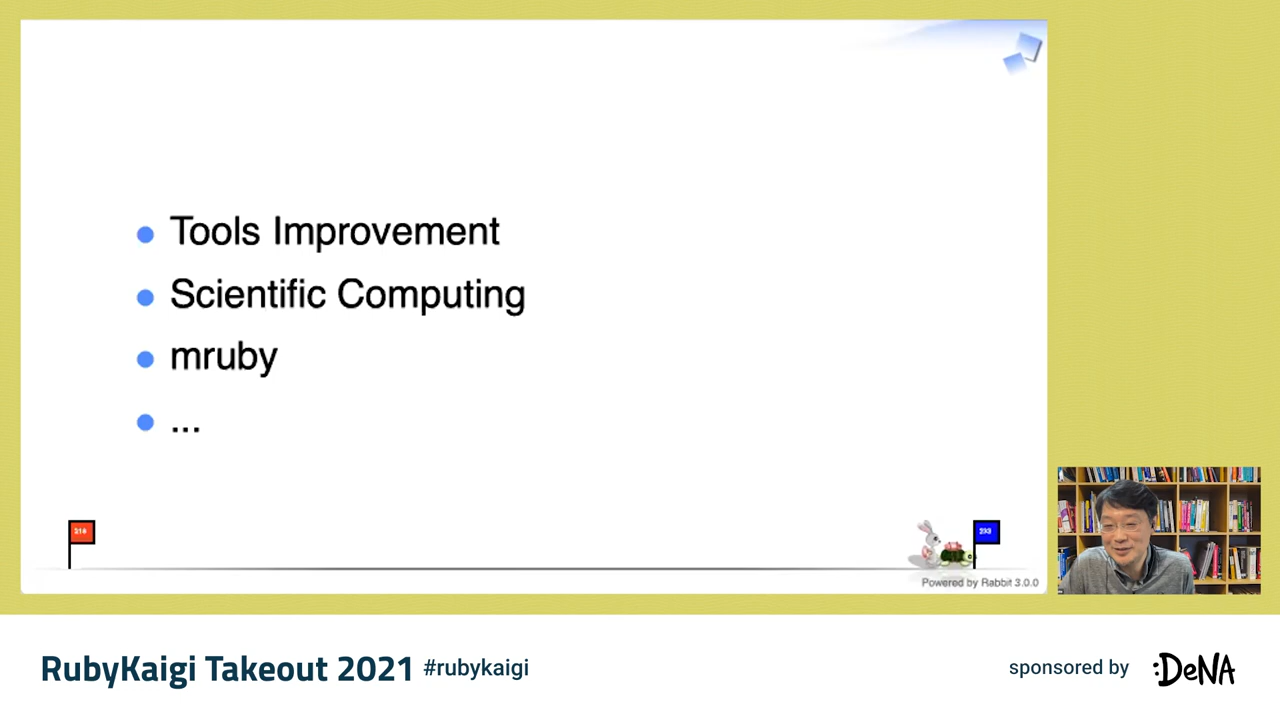 Tools Improvement
Scientific Computing
mruby
...
Powered by Rabbit 3.0.0
RubyKaigi Takeout 2021 #rubykaigi
sponsored by :DeNA